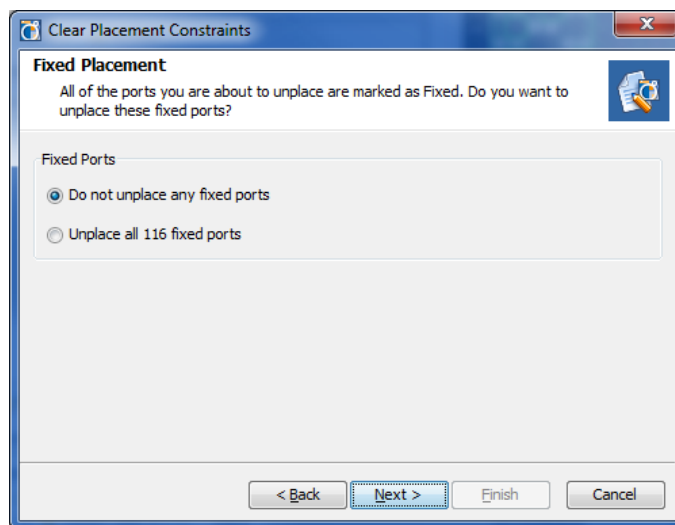 Clear Placement Constraints
X
Fixed Placement
All of the ports you are about to unplace are marked as Fixed. Do you want to
unplace these fixed ports?
Fixed Ports
Do not unplace any fixed ports
Unplace all 116 fixed ports
< Back Next > Finish Cancel